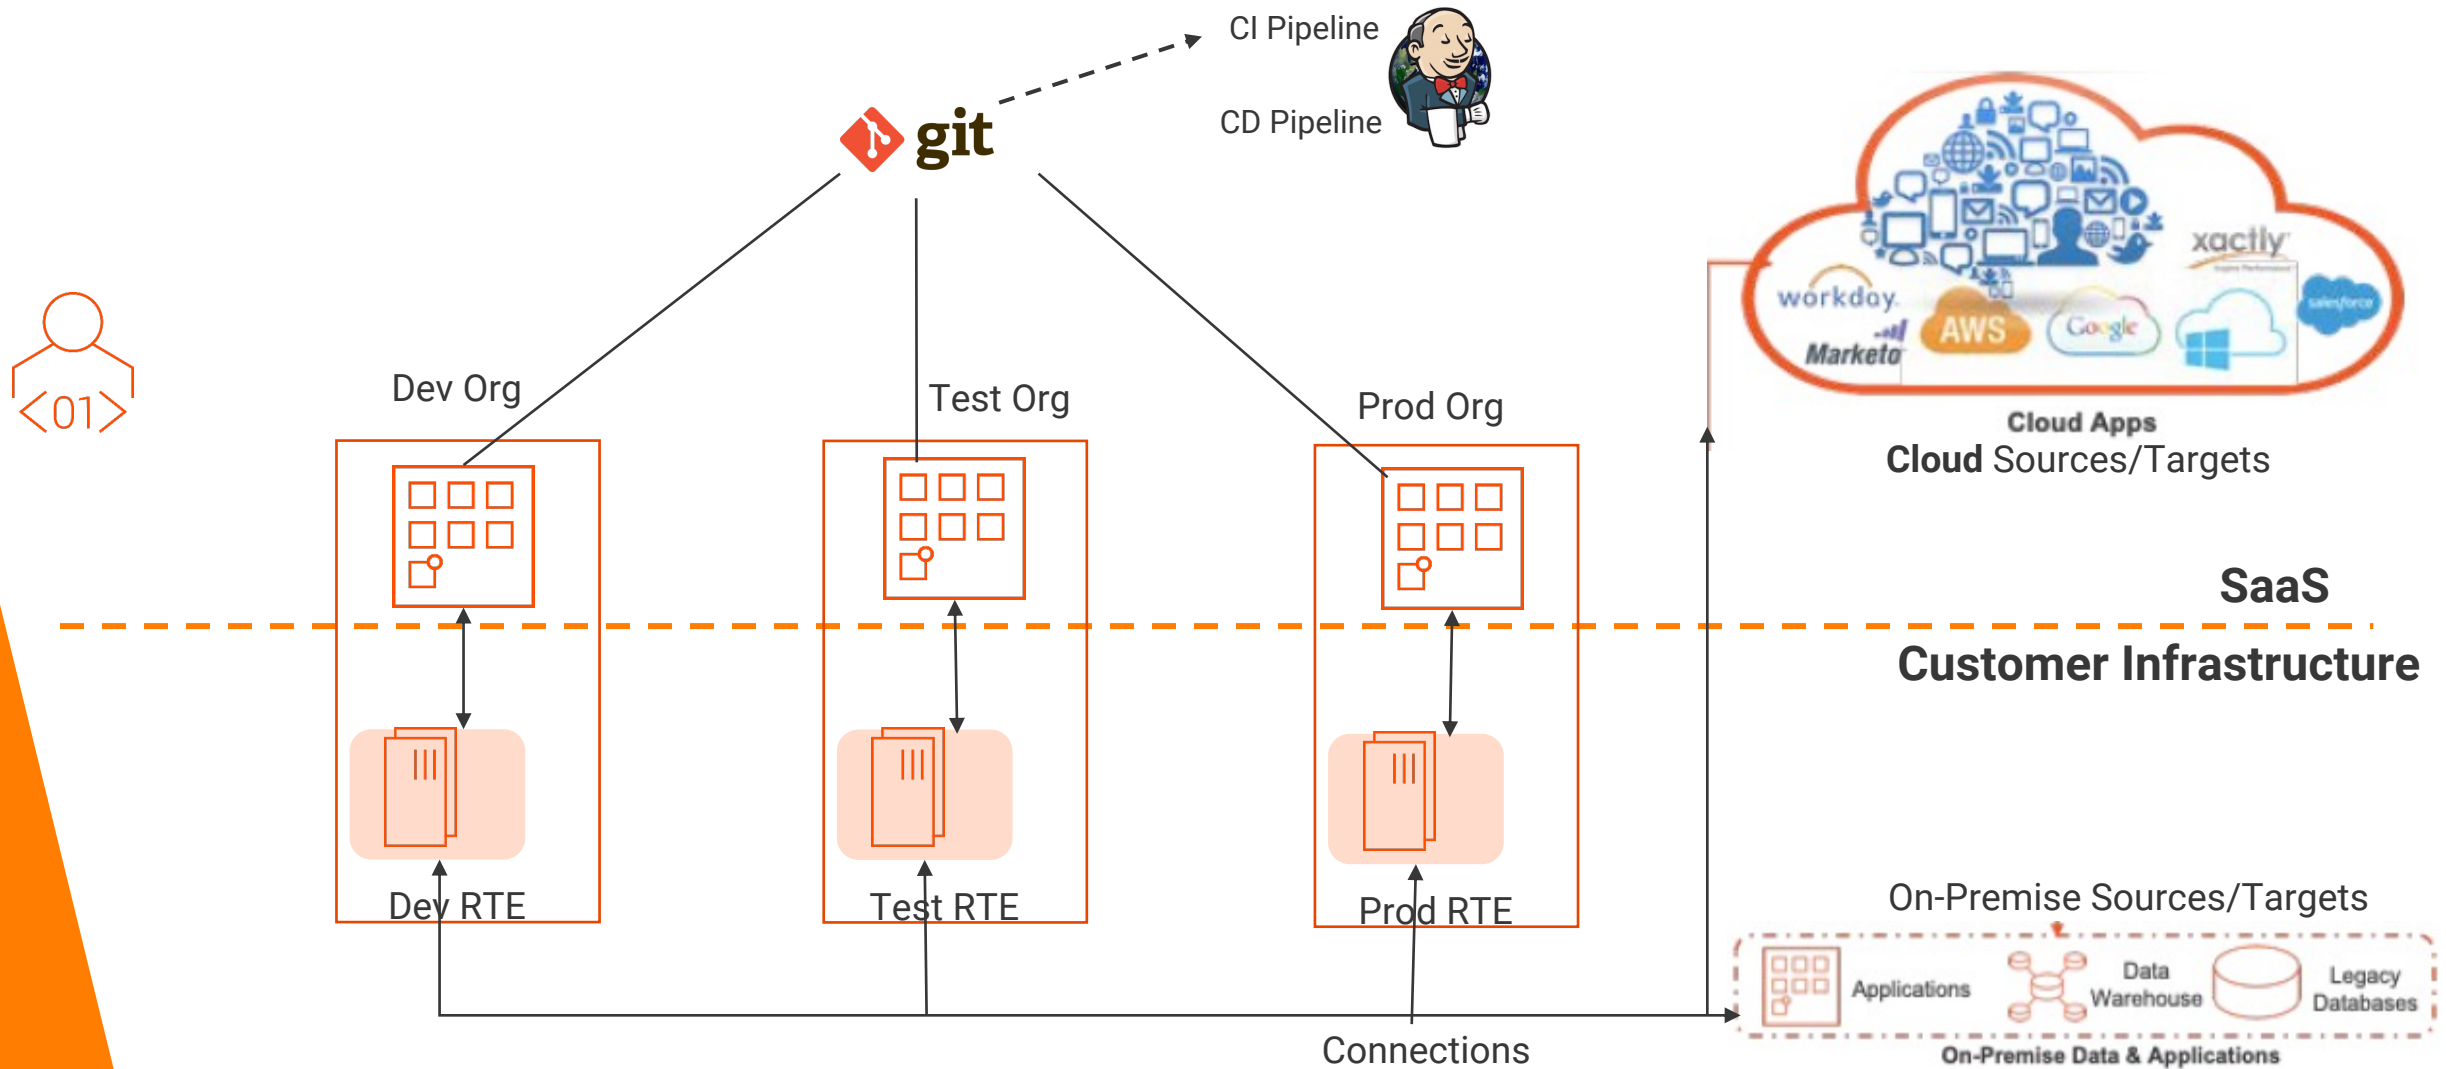 CI Pipeline
CD Pipeline
git
xactly
workday.
Marketo
AWS
Google
salesforce
Cloud Apps
Cloud Sources/Targets
<01>
Dev Org
Test Org
Prod Org
SaaS
Customer Infrastructure
Dev RTE
Test RTE
Prod RTE
On-Premise Sources/Targets
Applications
Data
Warehouse
Legacy
Databases
On-Premise Data & Applications
Connections